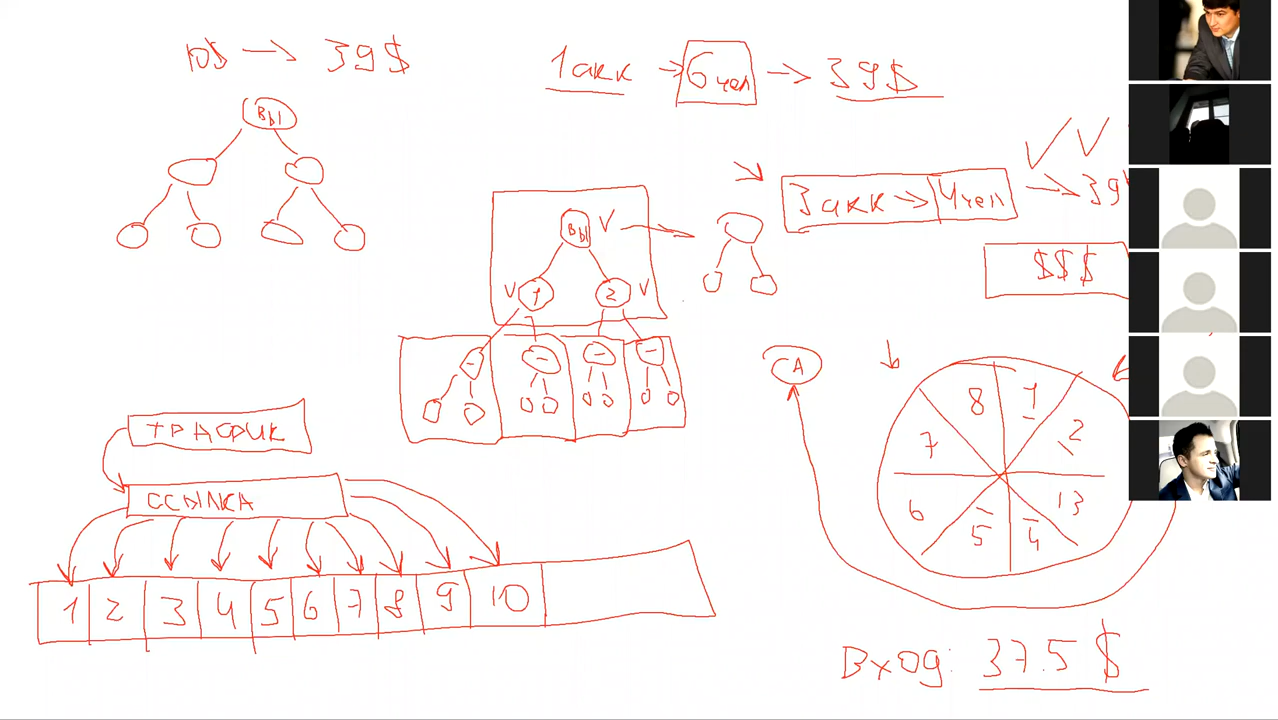 10$ → 39$
1акк → 6чел → 39$
Вы
3акк → 4чел → 39$
$$$
Вы
1 2
А
8 1
7 2
6 13
5 4
ТРАФИК
ССЫЛКА
1 2 3 4 5 6 7 8 9 10
Вход: 37.5 $